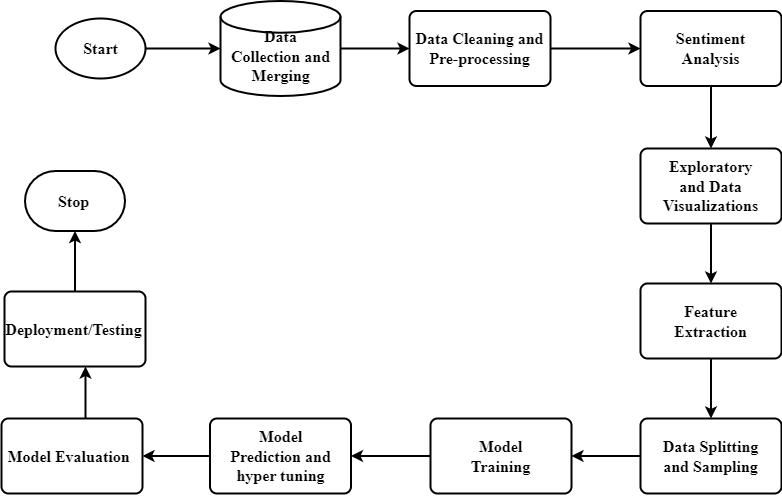 Start
Data
Collection and
Merging
Data Cleaning and
Pre-processing
Sentiment
Analysis
Exploratory
and Data
Visualizations
Feature
Extraction
Data Splitting
and Sampling
Model
Training
Model
Prediction and
hyper tuning
Model Evaluation
Deployment/Testing
Stop